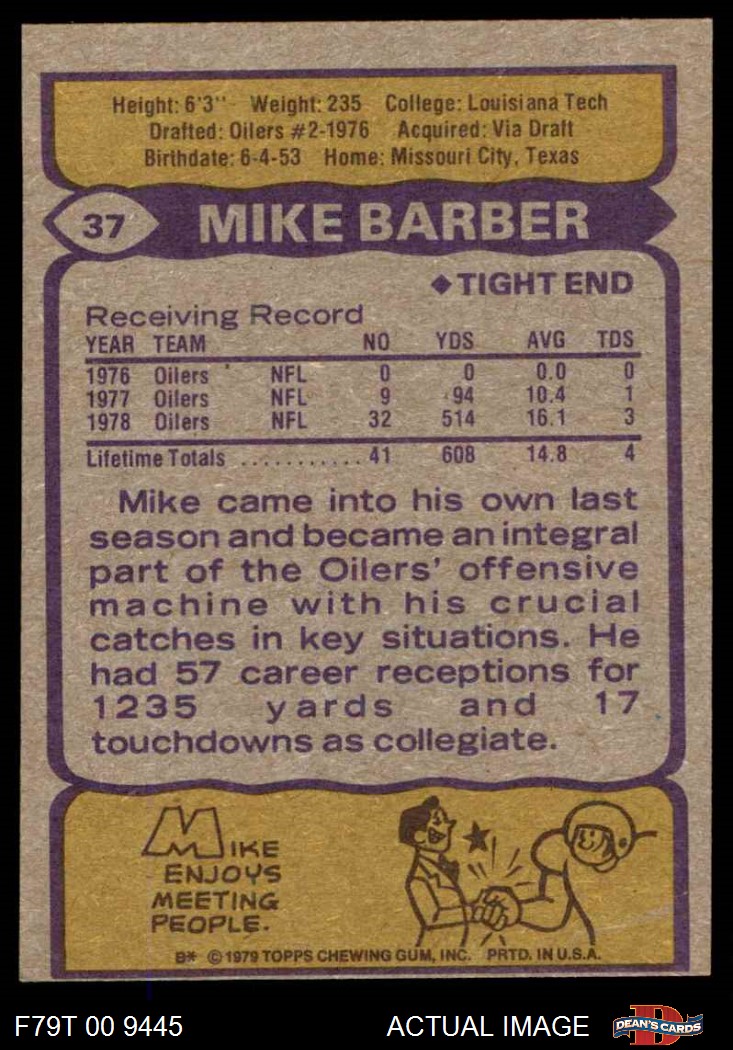 Height: 6'3'' Weight: 235 College: Louisiana Tech
Drafted: Oilers #2-1976 Acquired: Via Draft
Birthdate: 6-4-53 Home: Missouri City, Texas
37 MIKE BARBER
◆TIGHT END
Receiving Record
YEAR TEAM NO YDS AVG TDS
1976 Oilers NFL 0 0 0.0 0
1977 Oilers NFL 9 94 10.4 1
1978 Oilers NFL 32 514 16.1 3
Lifetime Totals ........... 41 608 14.8 4
Mike came into his own last
season and became an integral
part of the Oilers' offensive
machine with his crucial
catches in key situations. He
had 57 career receptions for
1235 yards and 17
touchdowns as collegiate.
MIKE
ENJOYS
MEETING
PEOPLE.
B* ©1979 TOPPS CHEWING GUM, INC. PRTD. IN U.S.A.
F79T 00 9445 ACTUAL IMAGE D DEAN'S CARDS